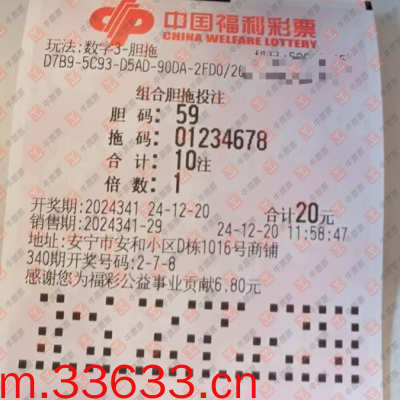 中国福利彩票
CHINA WELFARE LOTTERY
玩法:数字3-胆拖
D7B9-5C93-D5AD-90DA-2FD0/20
组合胆拖投注
胆码:59
拖码:01234678
合计:10注
倍数:1
开奖期:2024341 24-12-20 合计20元
销售期:2024341-29 24-12-20 11:58:47
地址:安宁市安和小区D栋1016号商铺
340期开奖号码:2-7-8
感谢您为福彩公益事业贡献6.80元
m.33633.cn